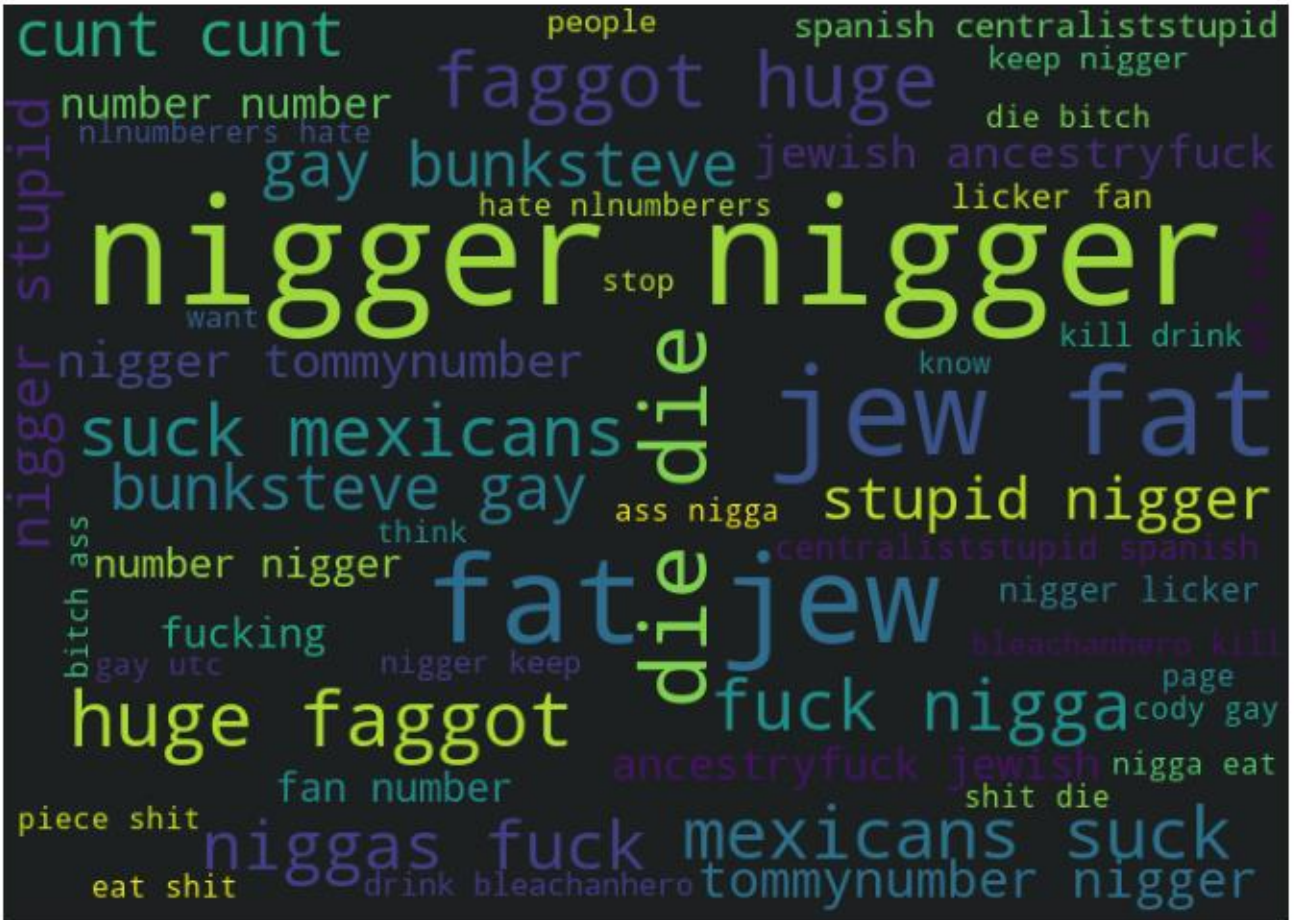 cunt cunt
people
spanish centraliststupid
keep nigger
faggot huge
number number
die bitch
nlnumberers hate
gay bunksteve
jewish ancestryfuck
hate nlnumberers
licker fan
nigger stupid
nigger nigger
stop
want
kill drink
nigger tommynumber
know
die die
jew fat
suck mexicans
bunksteve gay
ass nigga
stupid nigger
think
bitch ass
number nigger
centraliststupid spanish
fat jew
nigger licker
fucking
bleachanhero kill
gay utc
nigger keep
page
huge faggot
fuck nigga
cody gay
ancestryfuck jewish
nigga eat
fan number
shit die
piece shit
niggas fuck
mexicans suck
eat shit
drink bleachanhero
tommynumber nigger